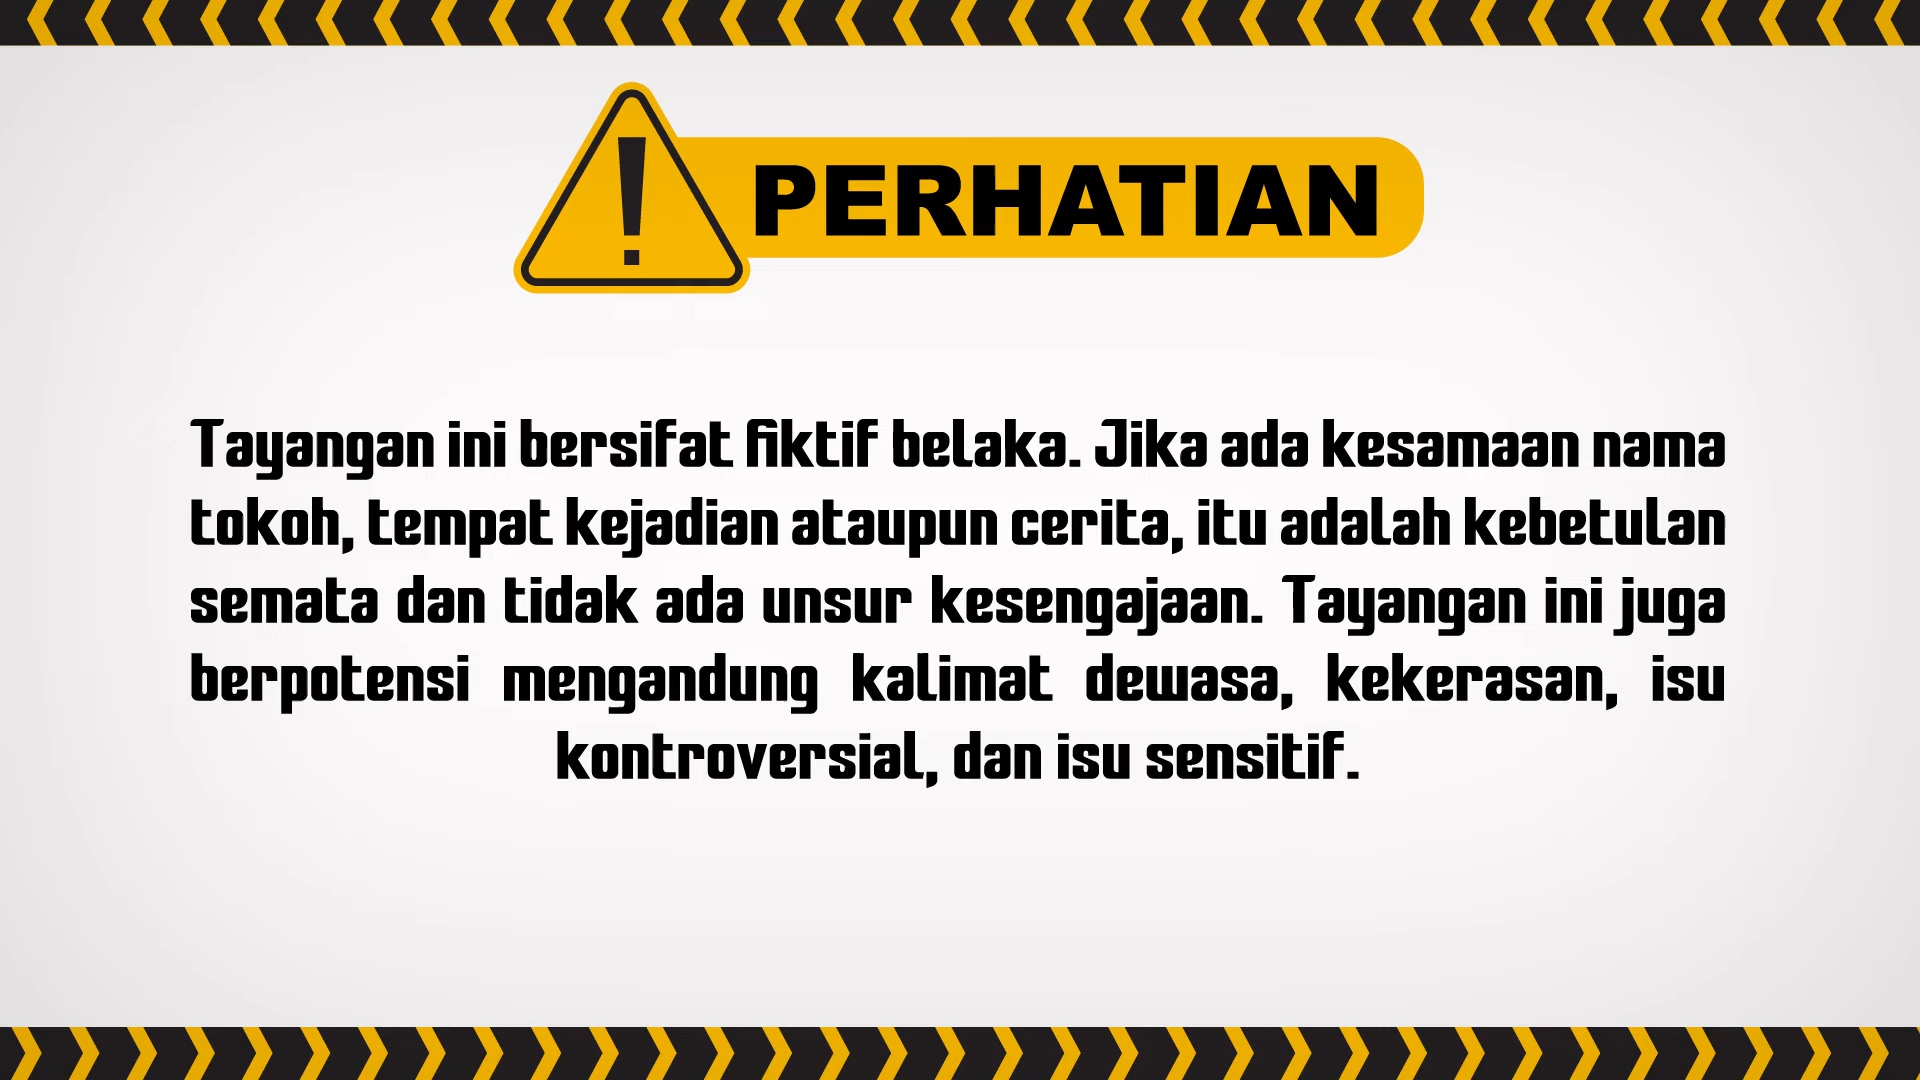 PERHATIAN
Tayangan ini bersifat fiktif belaka. Jika ada kesamaan nama
tokoh, tempat kejadian ataupun cerita, itu adalah kebetulan
semata dan tidak ada unsur kesengajaan. Tayangan ini juga
berpotensi mengandung kalimat dewasa, kekerasan, isu
kontroversial, dan isu sensitif.